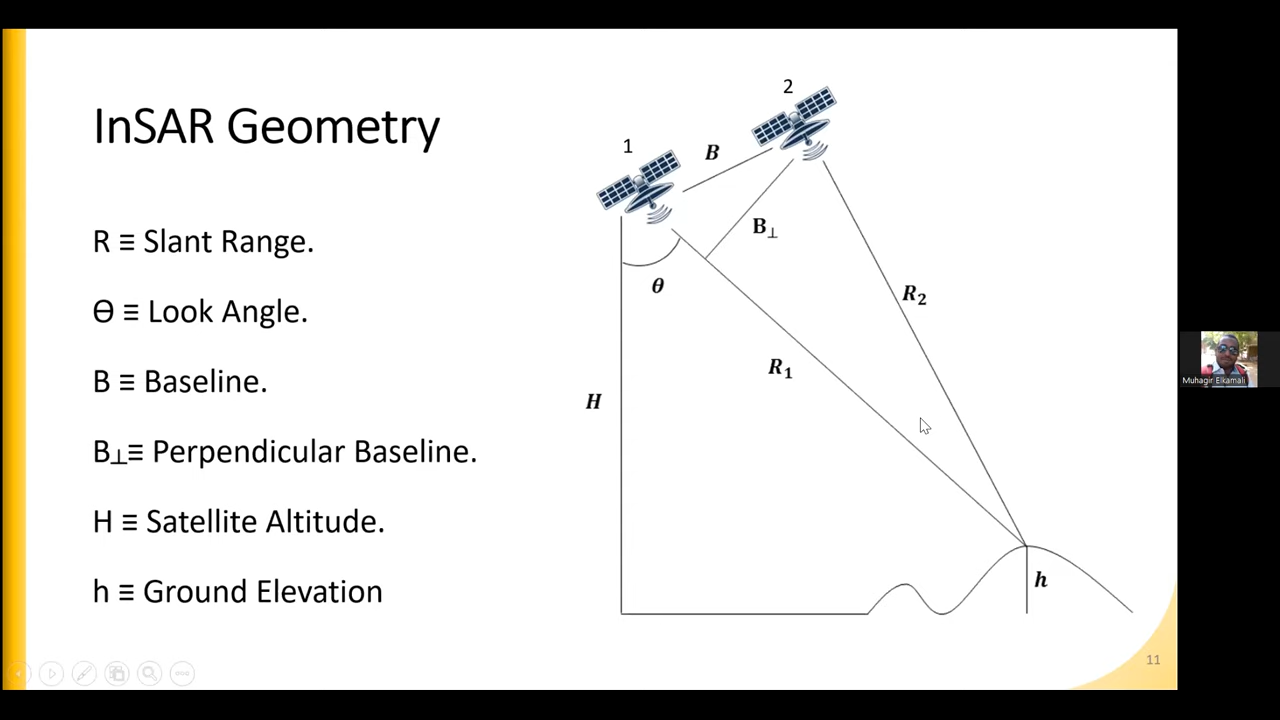 InSAR Geometry
R ≡ Slant Range.
Ө ≡ Look Angle.
B ≡ Baseline.
B⊥≡ Perpendicular Baseline.
H ≡ Satellite Altitude.
h ≡ Ground Elevation
1
2
B
B⊥
θ
R₂
R₁
H
h
Muhagir Elkamali
11